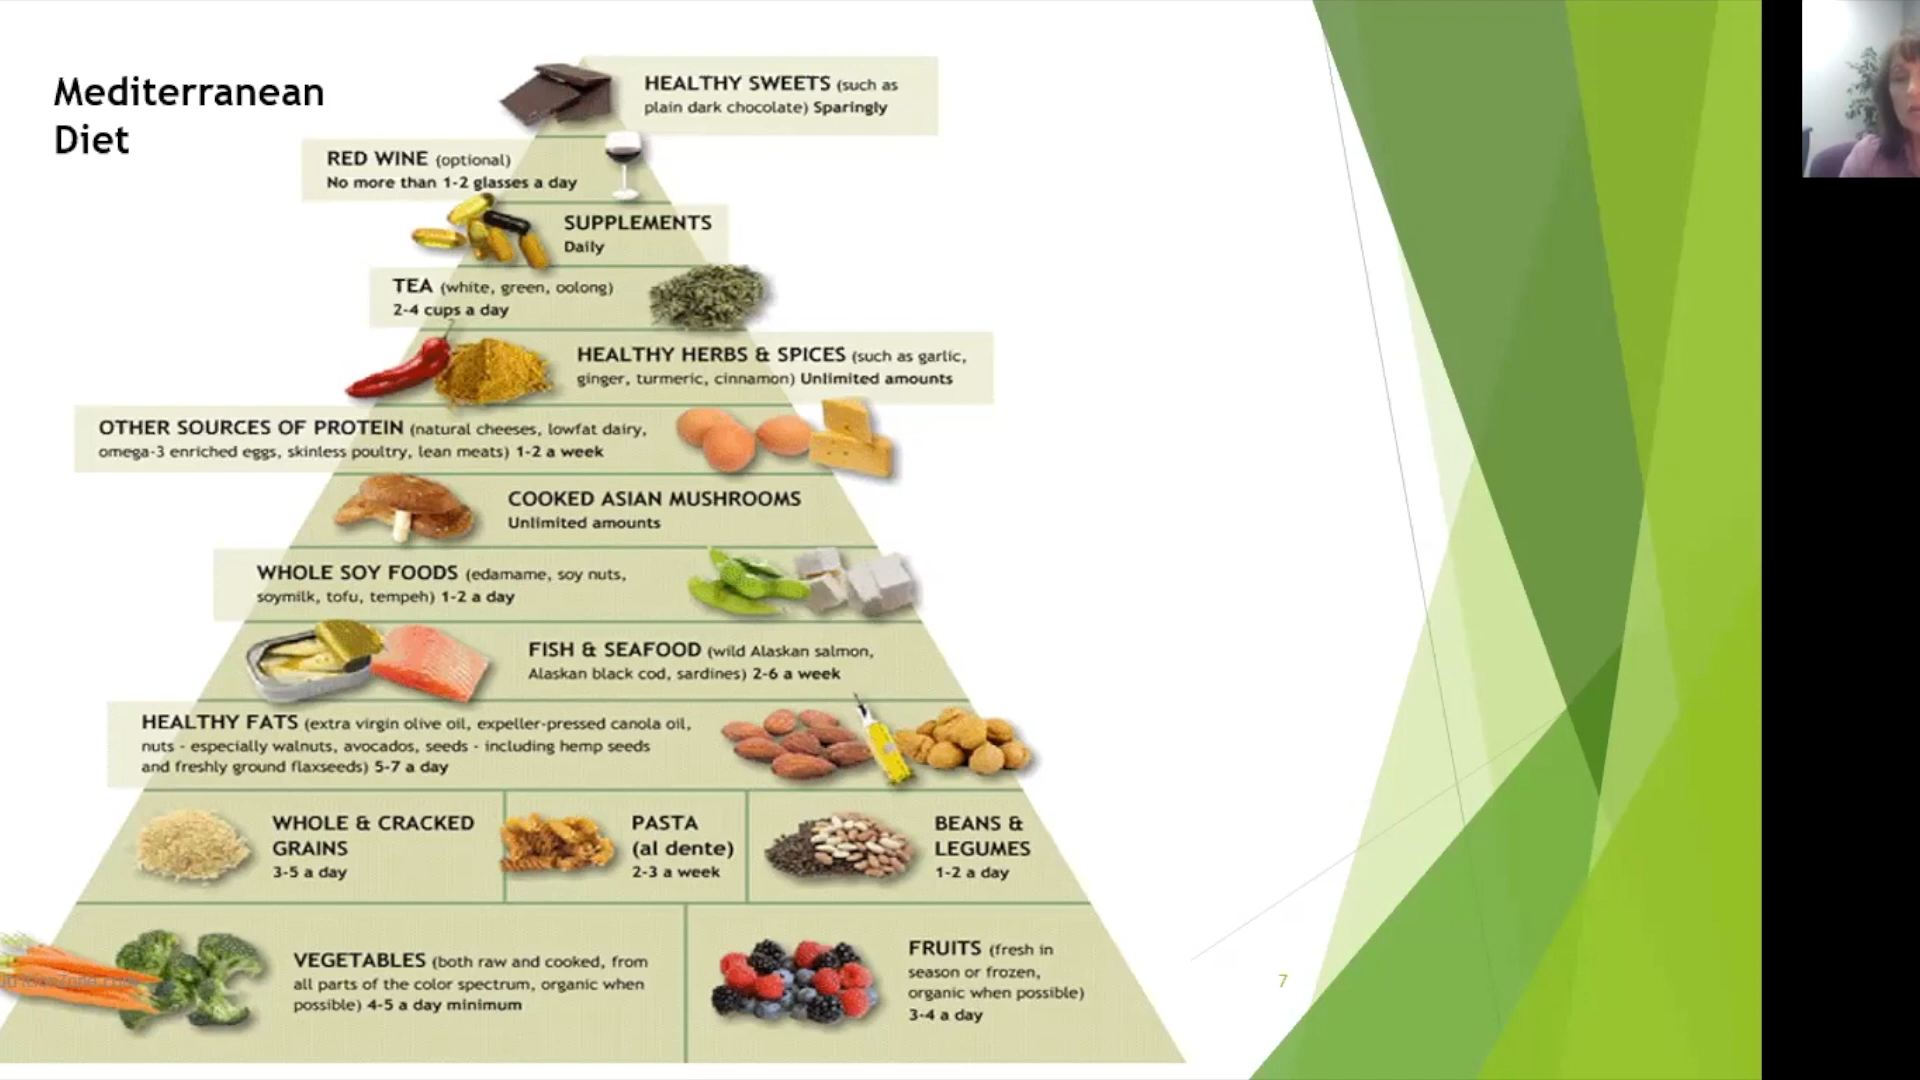 Mediterranean
Diet
HEALTHY SWEETS (such as
plain dark chocolate) Sparingly
RED WINE (optional)
No more than 1-2 glasses a day
SUPPLEMENTS
Daily
TEA (white, green, oolong)
2-4 cups a day
HEALTHY HERBS & SPICES (such as garlic,
ginger, turmeric, cinnamon) Unlimited amounts
OTHER SOURCES OF PROTEIN (natural cheeses, lowfat dairy,
omega-3 enriched eggs, skinless poultry, lean meats) 1-2 a week
COOKED ASIAN MUSHROOMS
Unlimited amounts
WHOLE SOY FOODS (edamame, soy nuts,
soymilk, tofu, tempeh) 1-2 a day
FISH & SEAFOOD (wild Alaskan salmon,
Alaskan black cod, sardines) 2-6 a week
HEALTHY FATS (extra virgin olive oil, expeller-pressed canola oil,
nuts - especially walnuts, avocados, seeds - including hemp seeds
and freshly ground flaxseeds) 5-7 a day
WHOLE & CRACKED
GRAINS
3-5 a day
PASTA
(al dente)
2-3 a week
BEANS &
LEGUMES
1-2 a day
VEGETABLES (both raw and cooked, from
all parts of the color spectrum, organic when
possible) 4-5 a day minimum
FRUITS (fresh in
season or frozen,
organic when possible)
3-4 a day
7